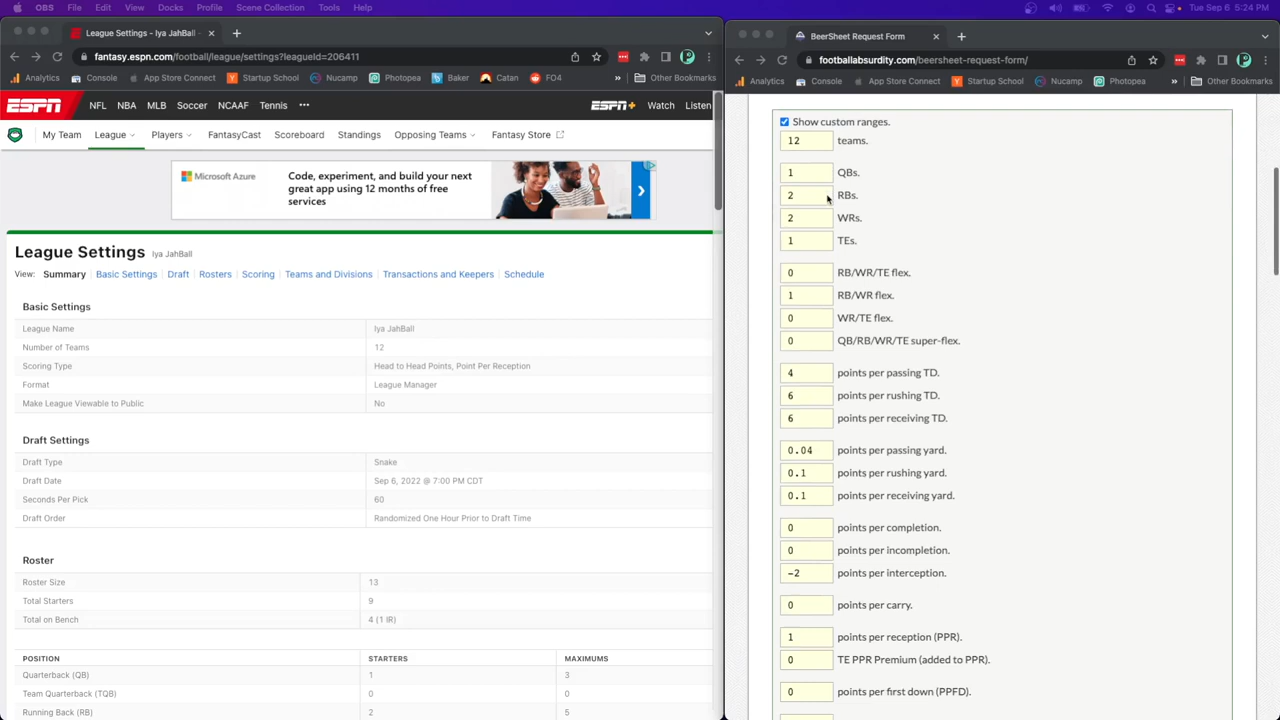 OBS File Edit View Docks Profile Scene Collection Tools Help
Tue Sep 6 5:24 PM
League Settings - Iya JahBall
fantasy.espn.com/football/league/settings?leagueId=206411
Analytics Console App Store Connect Startup School Nucamp Photopea Baker Catan FO4 » Other Bookmarks
ESPN NFL NBA MLB Soccer NCAAF Tennis ESPN+ Watch Listen
My Team League Players FantasyCast Scoreboard Standings Opposing Teams Fantasy Store
Microsoft Azure
Code, experiment, and build your next
great app using 12 months of free
services
League Settings Iya JahBall
View: Summary Basic Settings Draft Rosters Scoring Teams and Divisions Transactions and Keepers Schedule
Basic Settings
League Name Iya JahBall
Number of Teams 12
Scoring Type Head to Head Points, Point Per Reception
Format League Manager
Make League Viewable to Public No
Draft Settings
Draft Type Snake
Draft Date Sep 6, 2022 @ 7:00 PM CDT
Seconds Per Pick 60
Draft Order Randomized One Hour Prior to Draft Time
Roster
Roster Size 13
Total Starters 9
Total on Bench 4 (1 IR)
POSITION STARTERS MAXIMUMS
Quarterback (QB) 1 3
Team Quarterback (TQB) 0 0
Running Back (RB) 2 5
BeerSheet Request Form
footballabsurdity.com/beersheet-request-form/
Analytics Console App Store Connect Startup School Nucamp Photopea » Other Bookmarks
Show custom ranges.
12 teams.
1 QBs.
2 RBs.
2 WRs.
1 TEs.
0 RB/WR/TE flex.
1 RB/WR flex.
0 WR/TE flex.
0 QB/RB/WR/TE super-flex.
4 points per passing TD.
6 points per rushing TD.
6 points per receiving TD.
0.04 points per passing yard.
0.1 points per rushing yard.
0.1 points per receiving yard.
0 points per completion.
0 points per incompletion.
-2 points per interception.
0 points per carry.
1 points per reception (PPR).
0 TE PPR Premium (added to PPR).
0 points per first down (PPFD).